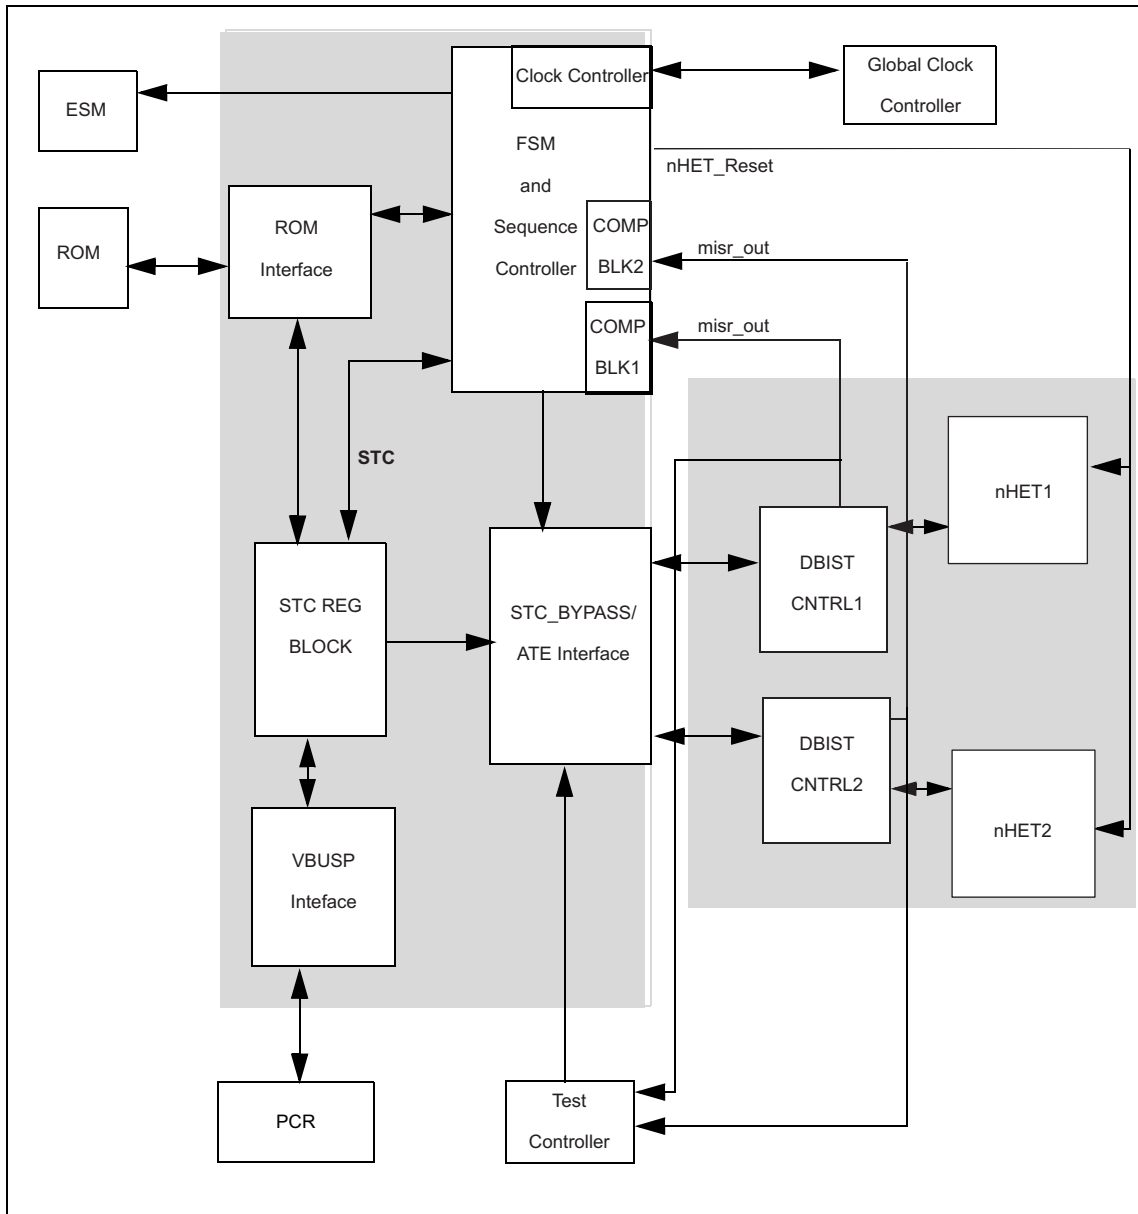 Clock Controller
Global Clock
Controller
ESM
FSM
and
Sequence
Controller
nHET_Reset
ROM
Interface
ROM
COMP
BLK2
misr_out
COMP
BLK1
misr_out
STC
nHET1
STC REG
BLOCK
STC_BYPASS/
ATE Interface
DBIST
CNTRL1
DBIST
CNTRL2
nHET2
VBUSP
Inteface
PCR
Test
Controller